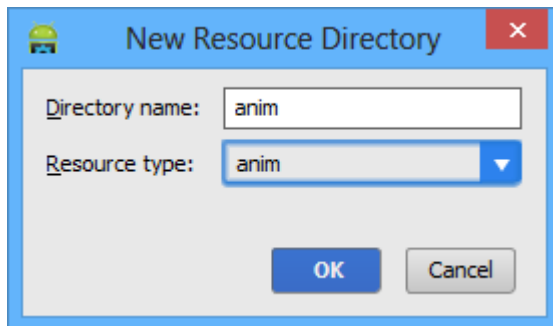 New Resource Directory
Directory name: anim
Resource type: anim
OK Cancel